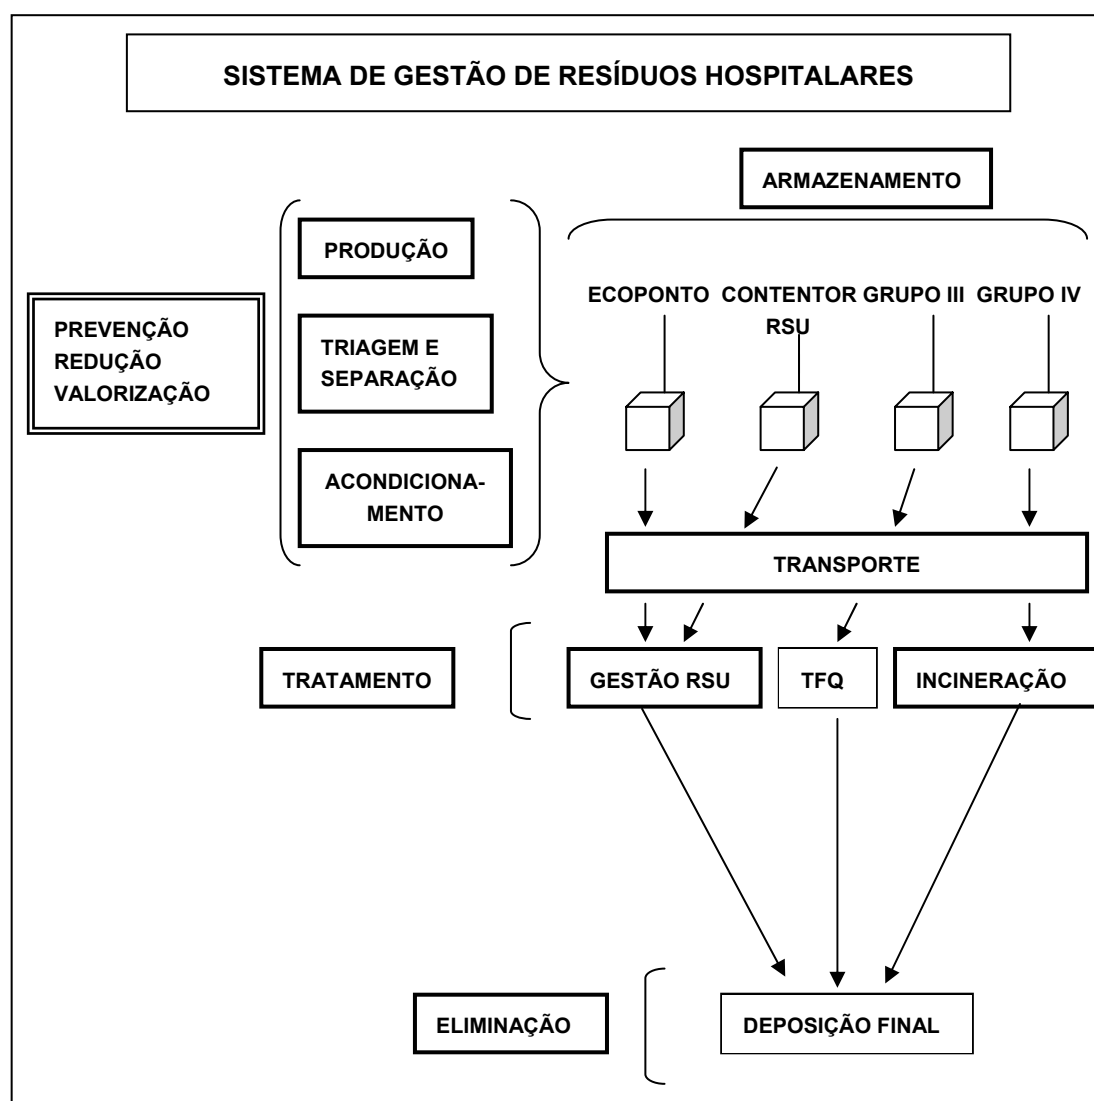 SISTEMA DE GESTÃO DE RESÍDUOS HOSPITALARES
ARMAZENAMENTO
PRODUÇÃO
ECOPONTO CONTENTOR GRUPO III GRUPO IV
RSU
PREVENÇÃO
REDUÇÃO
VALORIZAÇÃO
TRIAGEM E
SEPARAÇÃO
ACONDICIONA-
MENTO
TRANSPORTE
TRATAMENTO
GESTÃO RSU
TFQ
INCINERAÇÃO
ELIMINAÇÃO
DEPOSIÇÃO FINAL